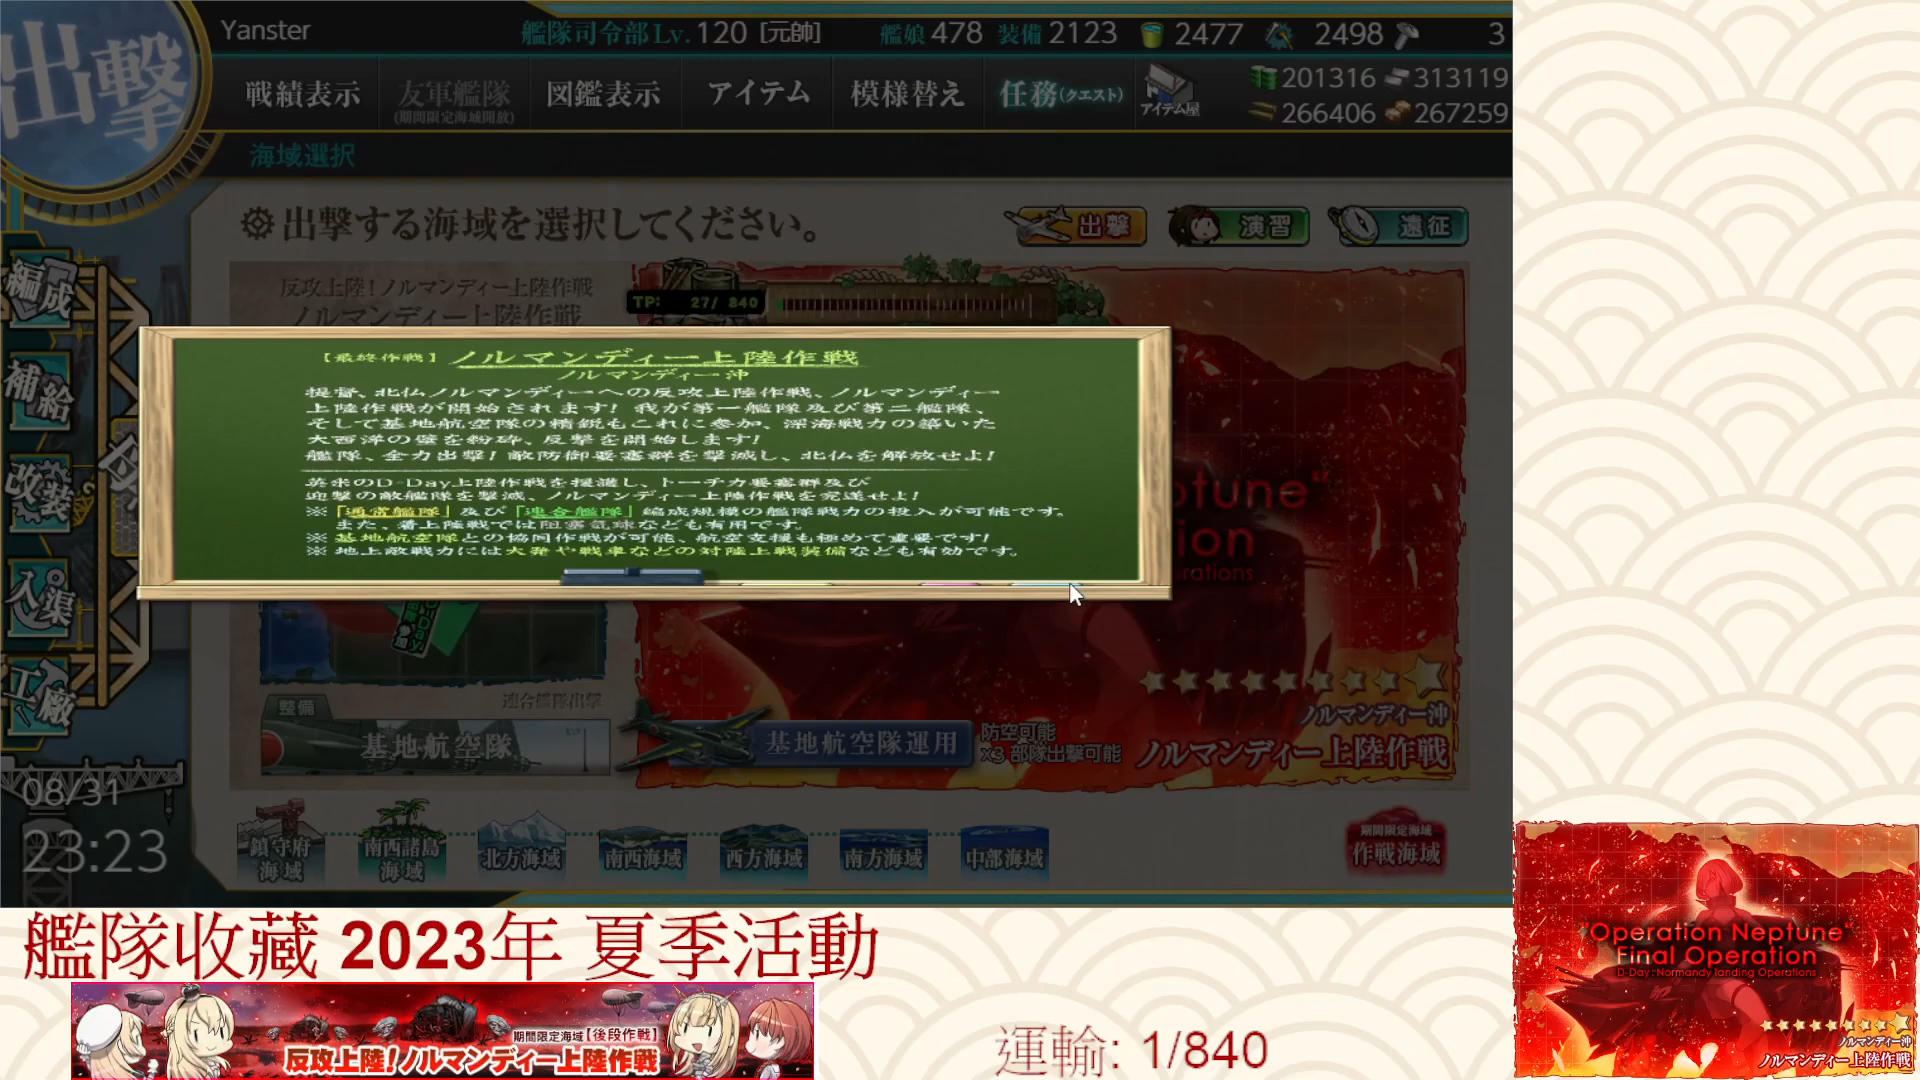 出撃
Yanster
艦隊司令部Lv.120 [元帥]
艦娘 478 装備 2123 2477 2498 3
戦績表示
友軍艦隊
(期間限定海域開放)
図鑑表示
アイテム
模様替え
任務(クエスト)
アイテム屋
201316 313119
266406 267259
海域選択
出撃する海域を選択してください。
出撃 演習 遠征
編成
補給
改装
入渠
工廠
母
反攻上陸!ノルマンディー上陸作戦
ノルマンディー上陸作戦
TP: 27/ 840
【最終作戦】ノルマンディー上陸作戦
ノルマンディー沖
提督、北仏ノルマンディーへの反攻上陸作戦、ノルマンディー
上陸作戦が開始されます! 我が第一艦隊及び第二艦隊、
そして基地航空隊の精鋭もこれに参加、深海戦力の築いた
大西洋の壁を粉砕、反撃を開始します!
艦隊、全力出撃! 敵防御要塞群を撃滅し、北仏を解放せよ!
英米のD-Day上陸作戦を援護し、トーチカ要塞群及び
迎撃の敵艦隊を撃滅、ノルマンディー上陸作戦を完遂せよ!
※「通常艦隊」及び「連合艦隊」編成規模の艦隊戦力の投入が可能です。
また、着上陸戦では阻塞気球なども有用です。
※ 基地航空隊との協同作戦が可能、航空支援も極めて重要です!
※ 地上敵戦力には大発や戦車などの対陸上戦装備なども有効です。
ptune"
ion
rations
D-Day
連合艦隊出撃
整備
基地航空隊
基地航空隊運用
防空可能
x3 部隊出撃可能
ノルマンディー沖
ノルマンディー上陸作戦
08/31
23:23
鎮守府
海域
南西諸島
海域
北方海域
南西海域
西方海域
南方海域
中部海域
期間限定海域
作戦海域
艦隊收藏 2023年 夏季活動
期間限定海域【後段作戦】
反攻上陸!ノルマンディー上陸作戦
運輸: 1/840
"Operation Neptune"
Final Operation
D-Day: Normandy landing Operations
ノルマンディー沖
ノルマンディー上陸作戦